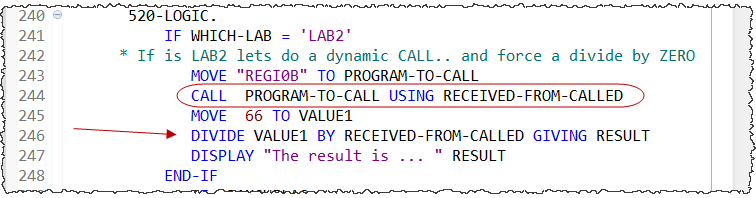 240 520-LOGIC.
241 IF WHICH-LAB = 'LAB2'
242 * If is LAB2 lets do a dynamic CALL.. and force a divide by ZERO
243 MOVE "REGI0B" TO PROGRAM-TO-CALL
244 CALL PROGRAM-TO-CALL USING RECEIVED-FROM-CALLED
245 MOVE 66 TO VALUE1
246 DIVIDE VALUE1 BY RECEIVED-FROM-CALLED GIVING RESULT
247 DISPLAY "The result is ... " RESULT
248 END-IF